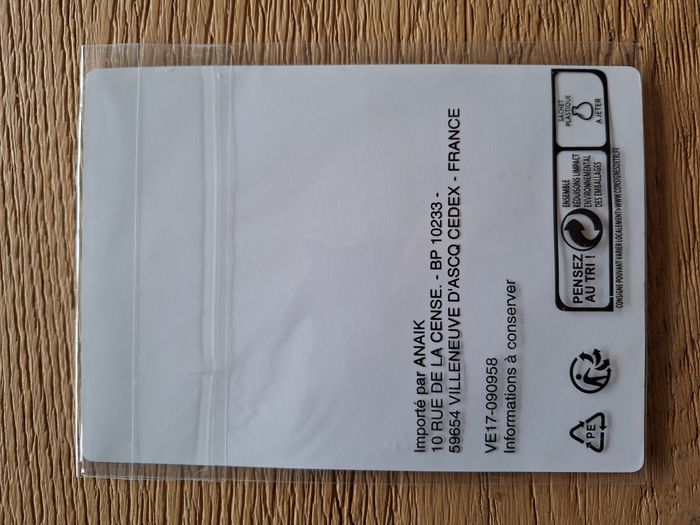 Importé par ANAIK
10 RUE DE LA CENSE. - BP 10233 -
59654 VILLENEUVE D'ASCQ CEDEX - FRANCE
VE17-090958
Informations à conserver
PE
PENSEZ
AU TRI !
ENSEMBLE
RÉDUISONS L'IMPACT
ENVIRONNEMENTAL
DES EMBALLAGES
SACHET
PLASTIQUE
À JETER
CONSIGNE POUVANT VARIER LOCALEMENT> WWW.CONSIGNESDETRI.FR